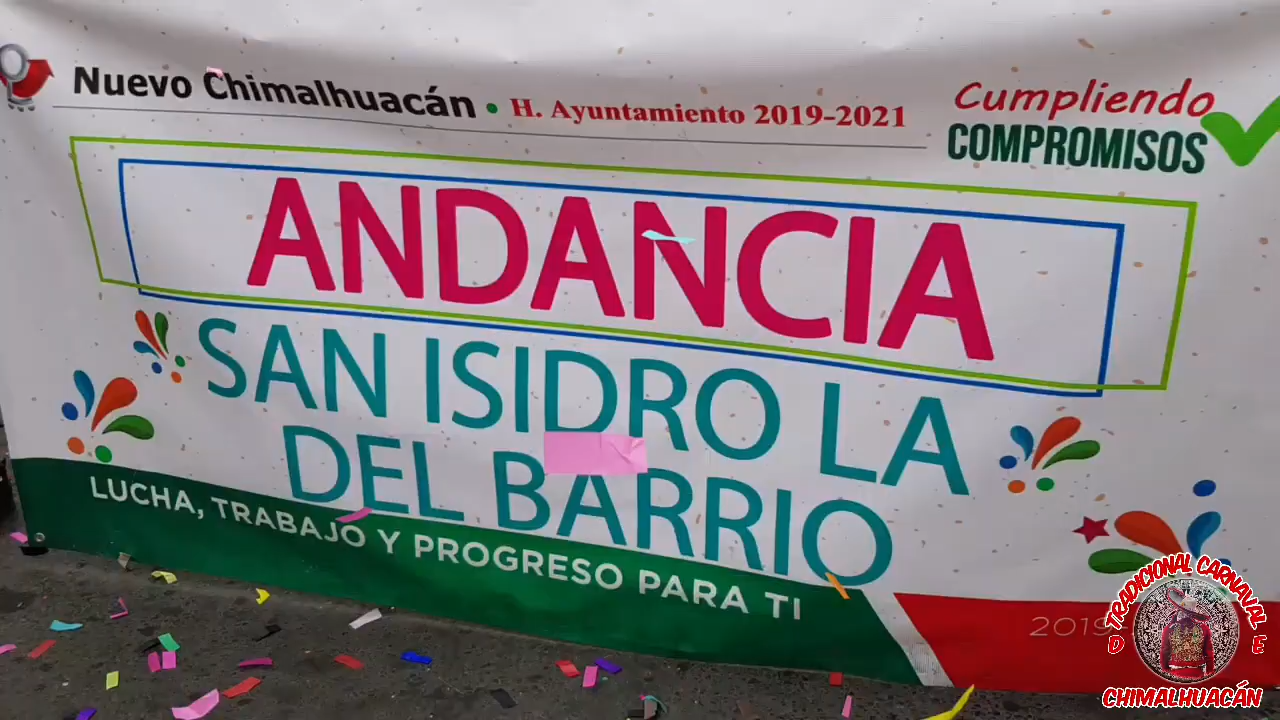 Nuevo Chimalhuacán • H. Ayuntamiento 2019-2021
Cumpliendo
COMPROMISOS
ANDANCIA
SAN ISIDRO LA
DEL BARRIO
LUCHA, TRABAJO Y PROGRESO PARA TI
2019
TRADICIONAL CARNAVAL
D E
CHIMALHUACÁN